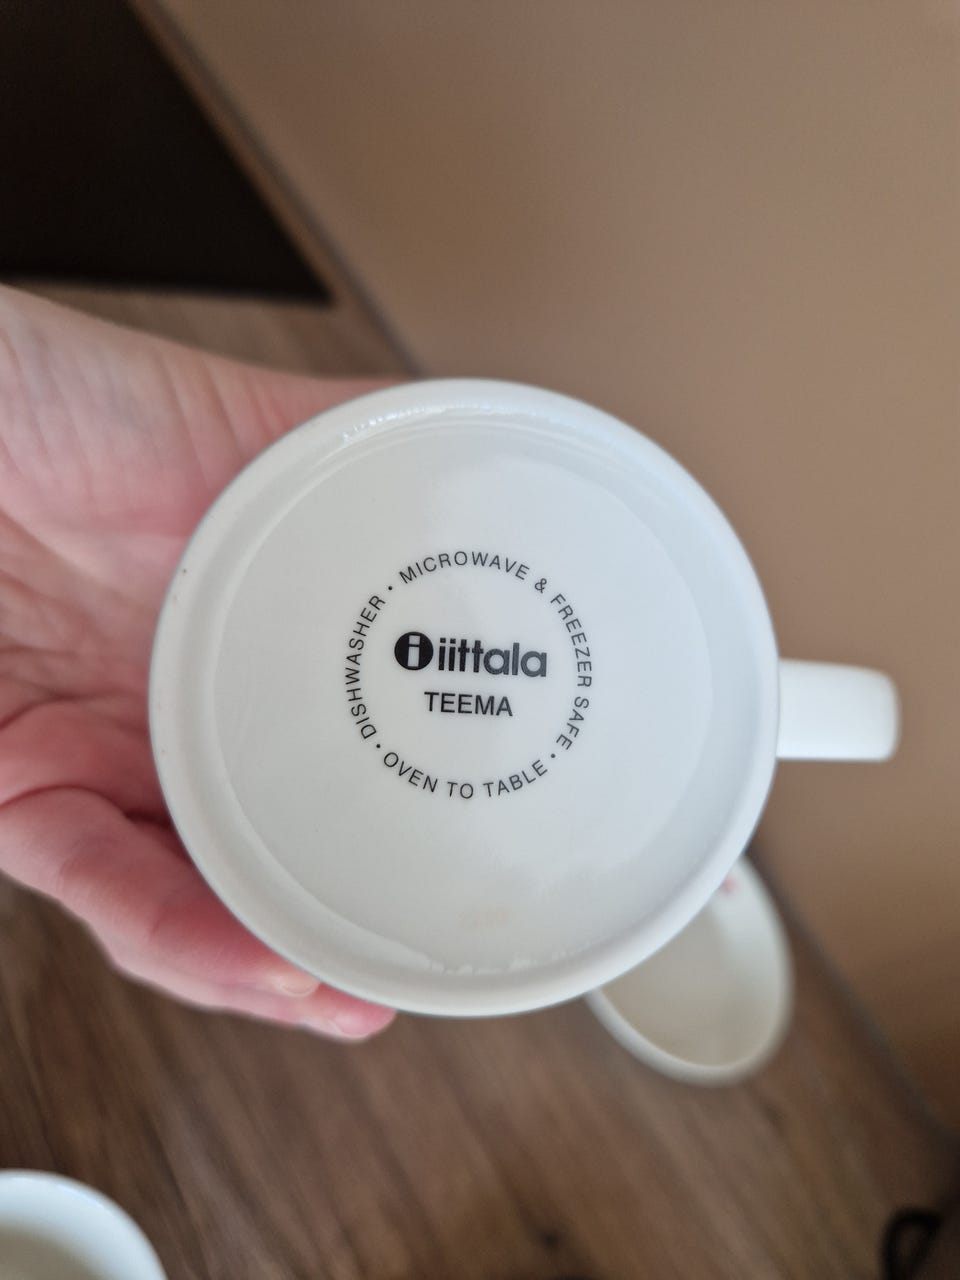 DISHWASHER • MICROWAVE & FREEZER SAFE • OVEN TO TABLE •
i iittala
TEEMA